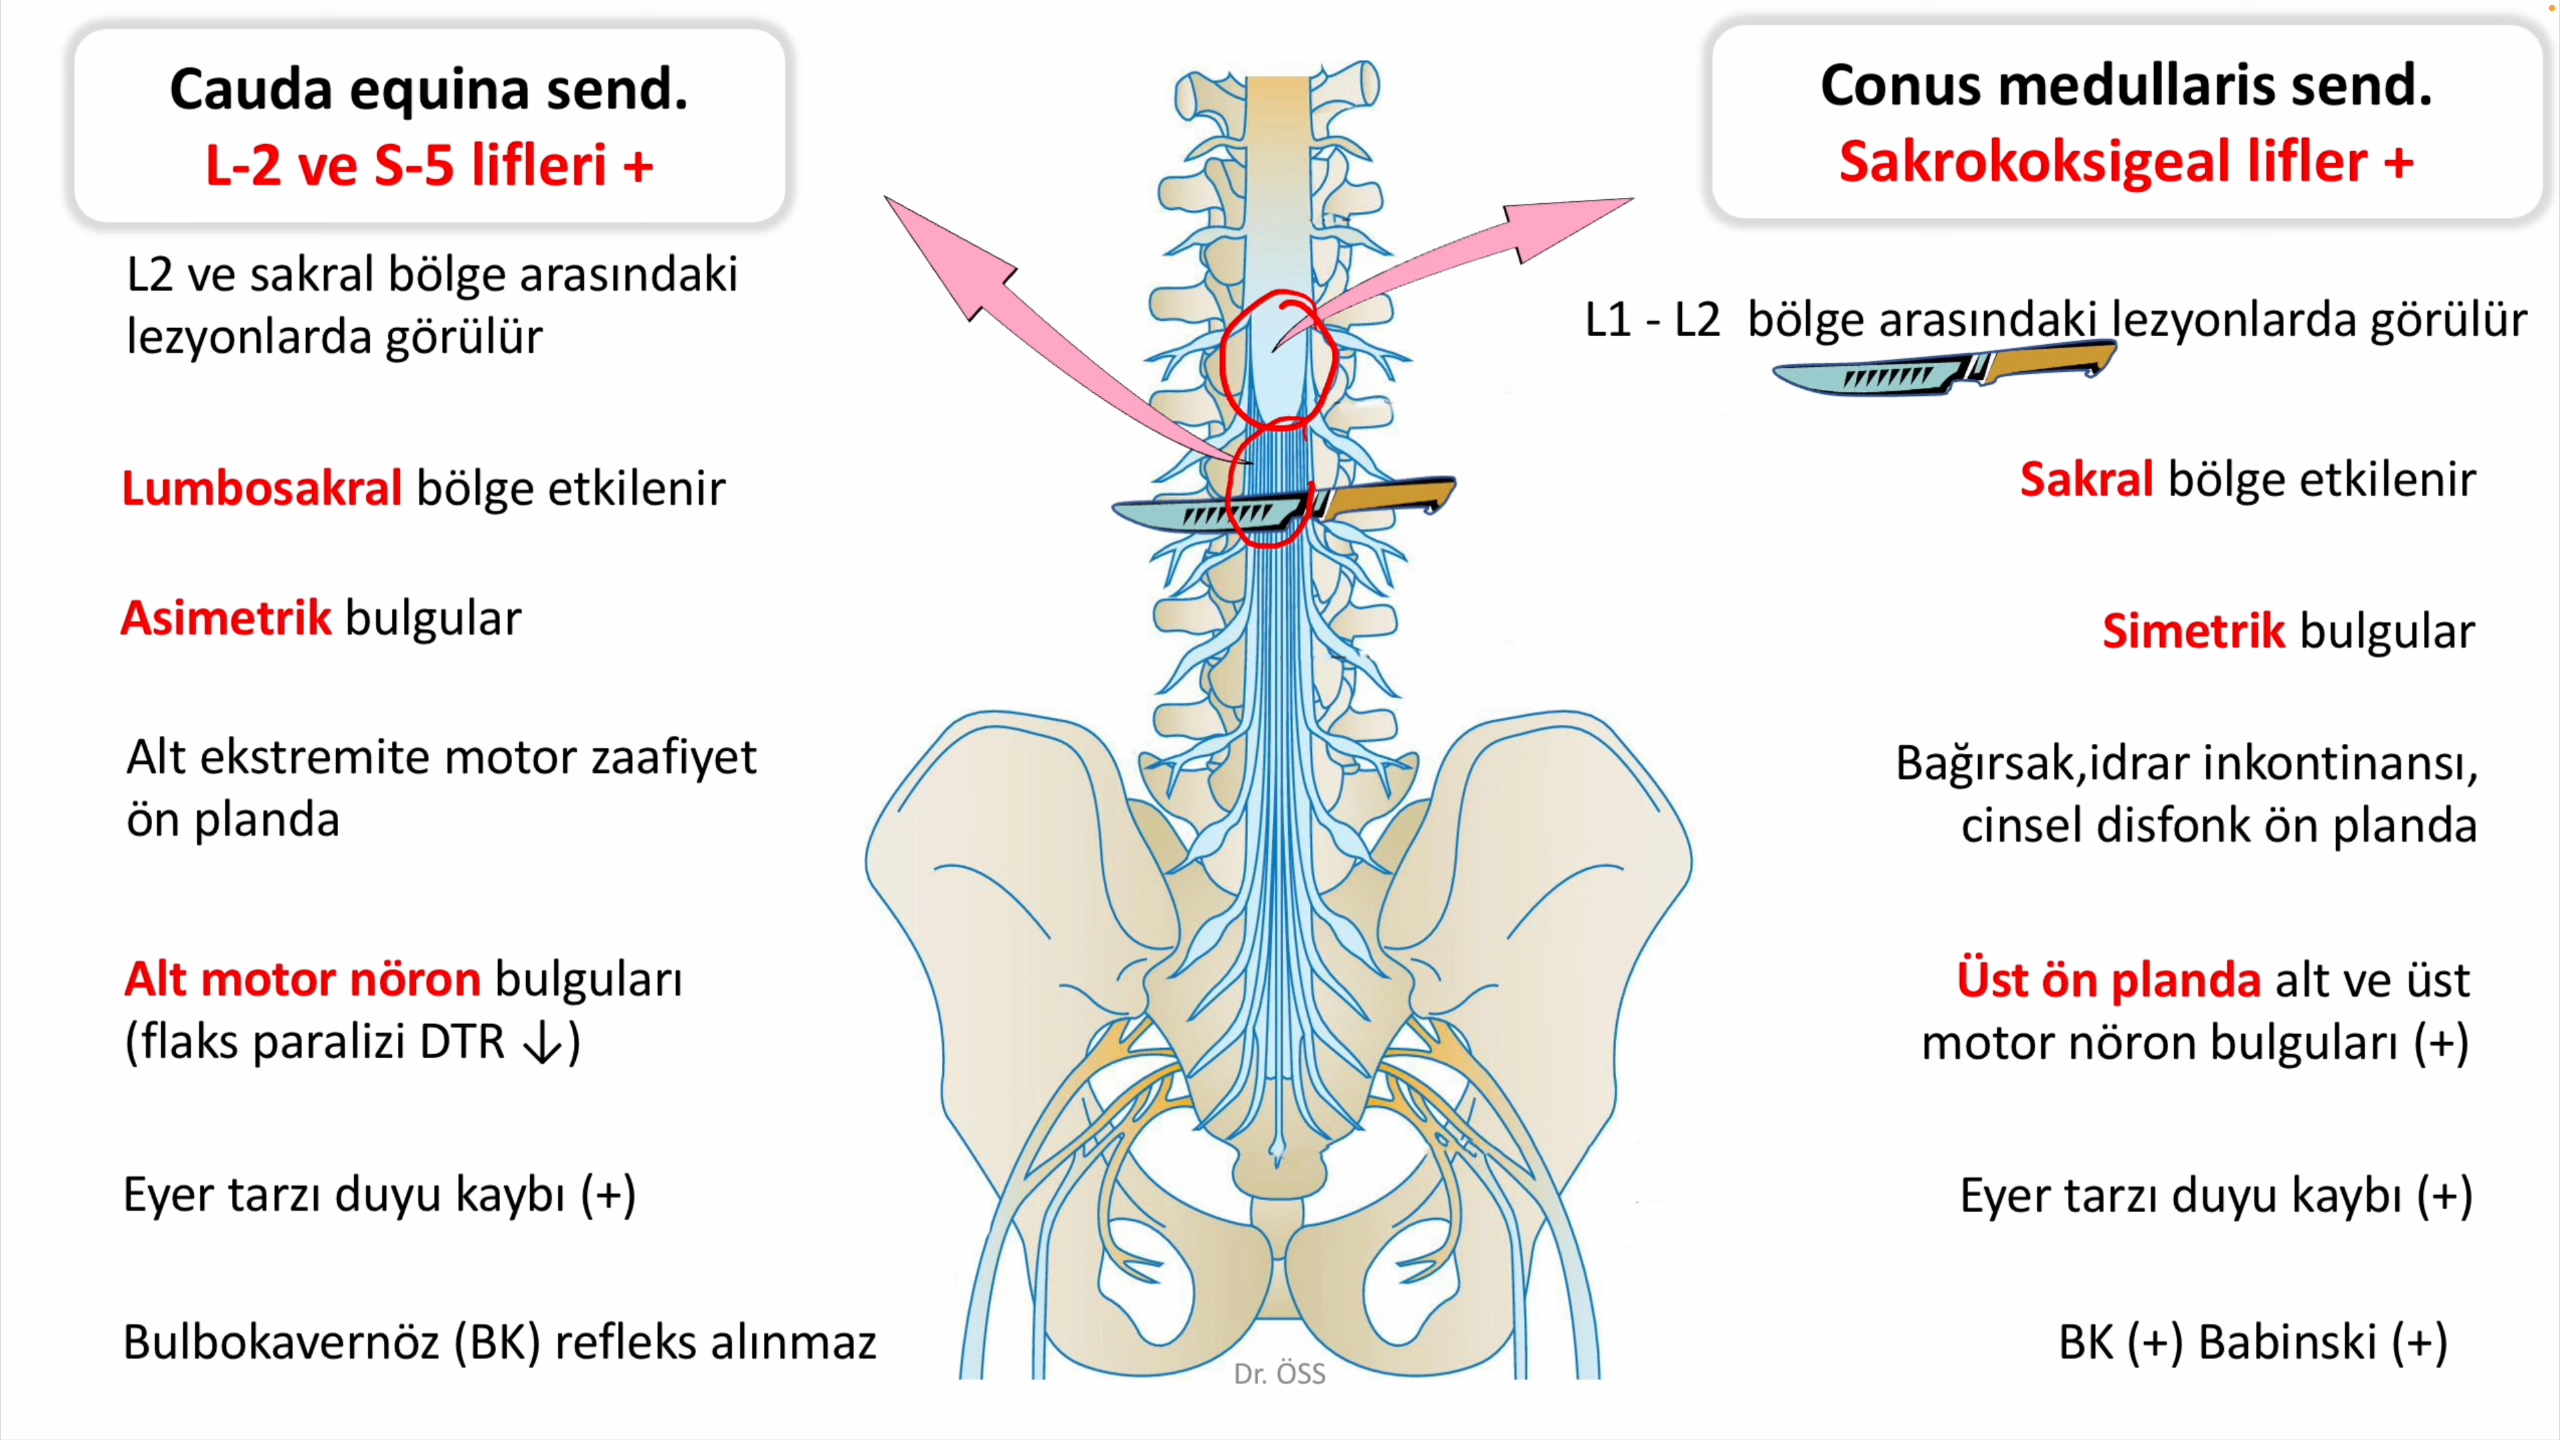 Cauda equina send.
L-2 ve S-5 lifleri +
L2 ve sakral bölge arasındaki
lezyonlarda görülür
Lumbosakral bölge etkilenir
Asimetrik bulgular
Alt ekstremite motor zaafiyet
ön planda
Alt motor nöron bulguları
(flaks paralizi DTR ↓)
Eyer tarzı duyu kaybı (+)
Bulbokavernöz (BK) refleks alınmaz
Conus medullaris send.
Sakrokoksigeal lifler +
L1 - L2 bölge arasındaki lezyonlarda görülür
Sakral bölge etkilenir
Simetrik bulgular
Bağırsak,idrar inkontinansı,
cinsel disfonk ön planda
Üst ön planda alt ve üst
motor nöron bulguları (+)
Eyer tarzı duyu kaybı (+)
BK (+) Babinski (+)
Dr. ÖSS